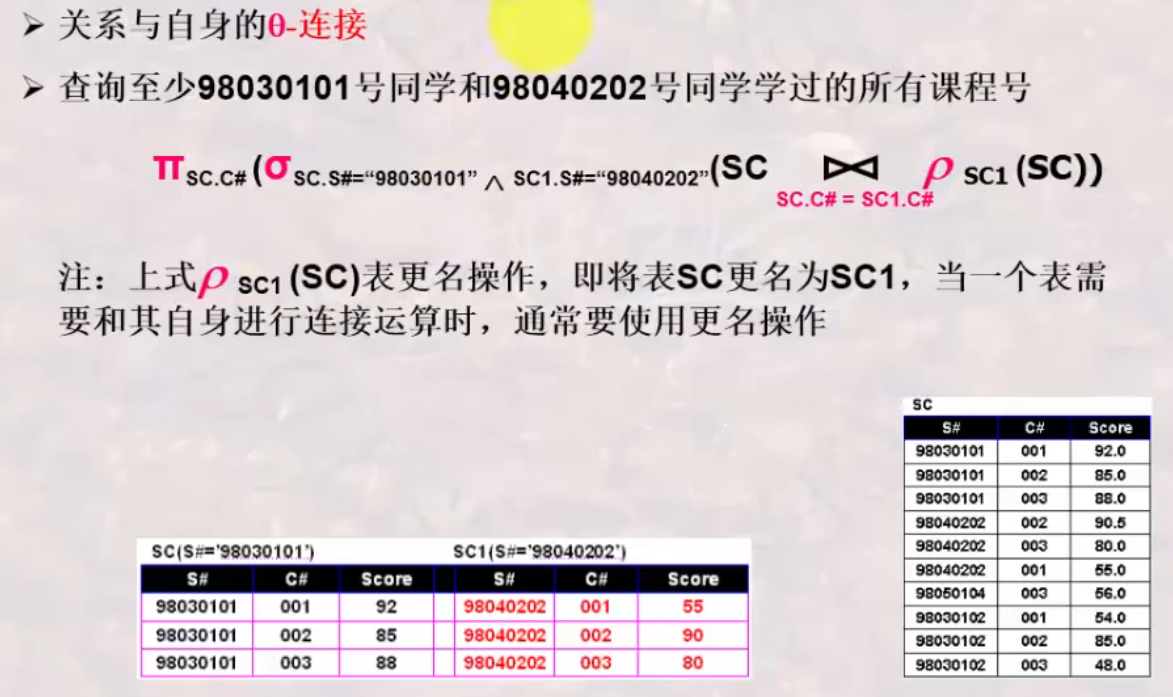 ➢ 关系与自身的θ-连接
➢ 查询至少98030101号同学和98040202号同学学过的所有课程号
π SC.C# (σ SC.S#=“98030101” ∧ SC1.S#=“98040202”(SC ⋈ ρ SC1 (SC))
SC.C# = SC1.C#
注：上式ρ SC1 (SC)表更名操作，即将表SC更名为SC1，当一个表需
要和其自身进行连接运算时，通常要使用更名操作
SC
S# C# Score
98030101 001 92.0
98030101 002 85.0
98030101 003 88.0
98040202 002 90.5
98040202 003 80.0
98040202 001 55.0
98050104 003 56.0
98030102 001 54.0
98030102 002 85.0
98030102 003 48.0
SC(S#='98030101') SC1(S#='98040202')
S# C# Score S# C# Score
98030101 001 92 98040202 001 55
98030101 002 85 98040202 002 90
98030101 003 88 98040202 003 80